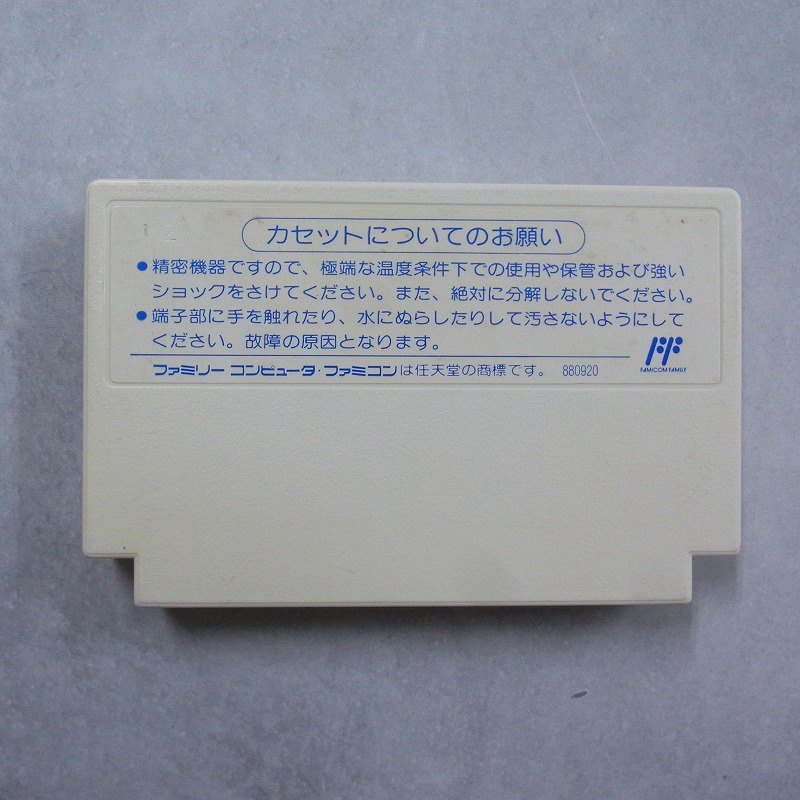 カセットについてのお願い
●精密機器ですので、極端な温度条件下での使用や保管および強い
ショックをさけてください。また、絶対に分解しないでください。
●端子部に手を触れたり、水にぬらしたりして汚さないようにして
ください。故障の原因となります。
FAMICOM FAMILY
ファミリー コンピュータ・ファミコンは任天堂の商標です。 880920